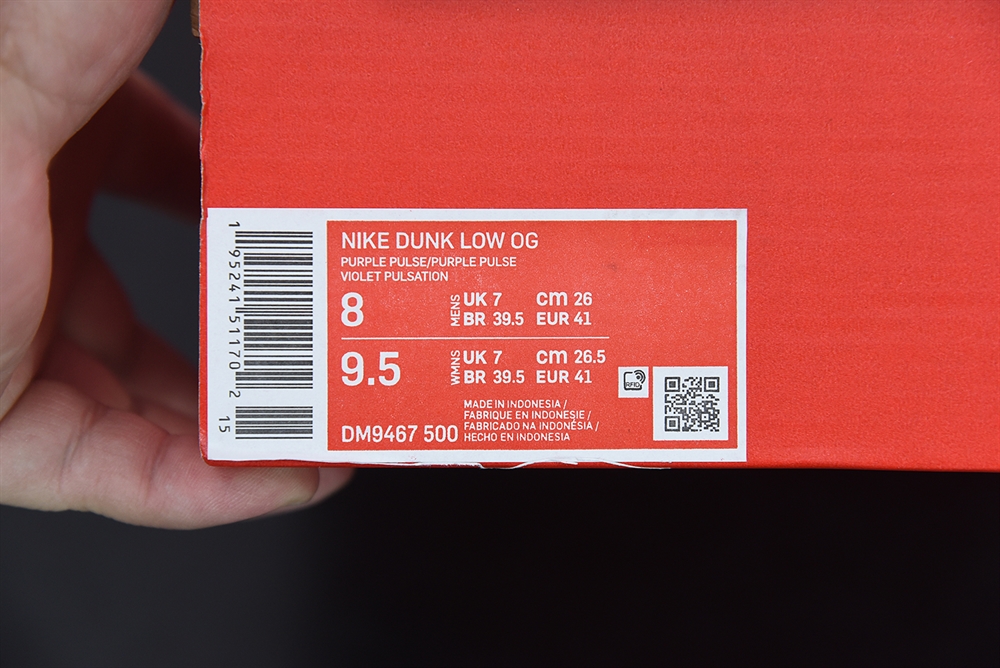 1 95241 51170 2
15
NIKE DUNK LOW OG
PURPLE PULSE/PURPLE PULSE
VIOLET PULSATION
8 MENS UK 7 cm 26
BR 39.5 EUR 41
9.5 WMNS UK 7 cm 26.5
BR 39.5 EUR 41
RFID
MADE IN INDONESIA /
FABRIQUE EN INDONESIE /
FABRICADO NA INDONÉSIA /
HECHO EN INDONESIA
DM9467 500